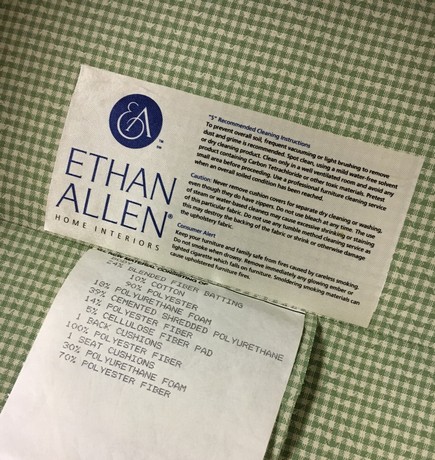 EA
™
SM
ETHAN
ALLEN®
HOME INTERIORS
"S" Recommended Cleaning Instructions
To prevent overall soil, frequent vacuuming or light brushing to remove
dust and grime is recommended. Spot clean, using a mild water-free solvent
or dry cleaning product. Clean only in a well-ventilated room and avoid any
product containing Carbon Tetrachloride or other toxic materials. Pretest
small area before proceeding. Use a professional furniture cleaning service
when an overall soiled condition has been reached.
Caution: Never remove cushion covers for separate dry cleaning or washing,
even though they do have zippers. Do not use bleach at any time. The use
of steam or water-based cleaners may cause excessive shrinking or staining
of this particular fabric. Do not use any tumble dry method cleaning service as
this may destroy the backing of the fabric or shrink or otherwise damage
the upholstery fabric.
Consumer Alert
Keep your furniture and family safe from fires caused by careless smoking.
Do not smoke when drowsy. Remove immediately any glowing ember or
lighted cigarette which falls on furniture. Smoldering smoking materials can
cause upholstered furniture fires.
24% BLENDED FIBER BATTING
10% COTTON
90% POLYESTER
18% POLYURETHANE FOAM
39% CEMENTED SHREDDED POLYURETHANE
14% POLYESTER FIBER
5% CELLULOSE FIBER PAD
1 BACK CUSHIONS
100% POLYESTER FIBER
1 SEAT CUSHIONS
30% POLYURETHANE FOAM
70% POLYESTER FIBER